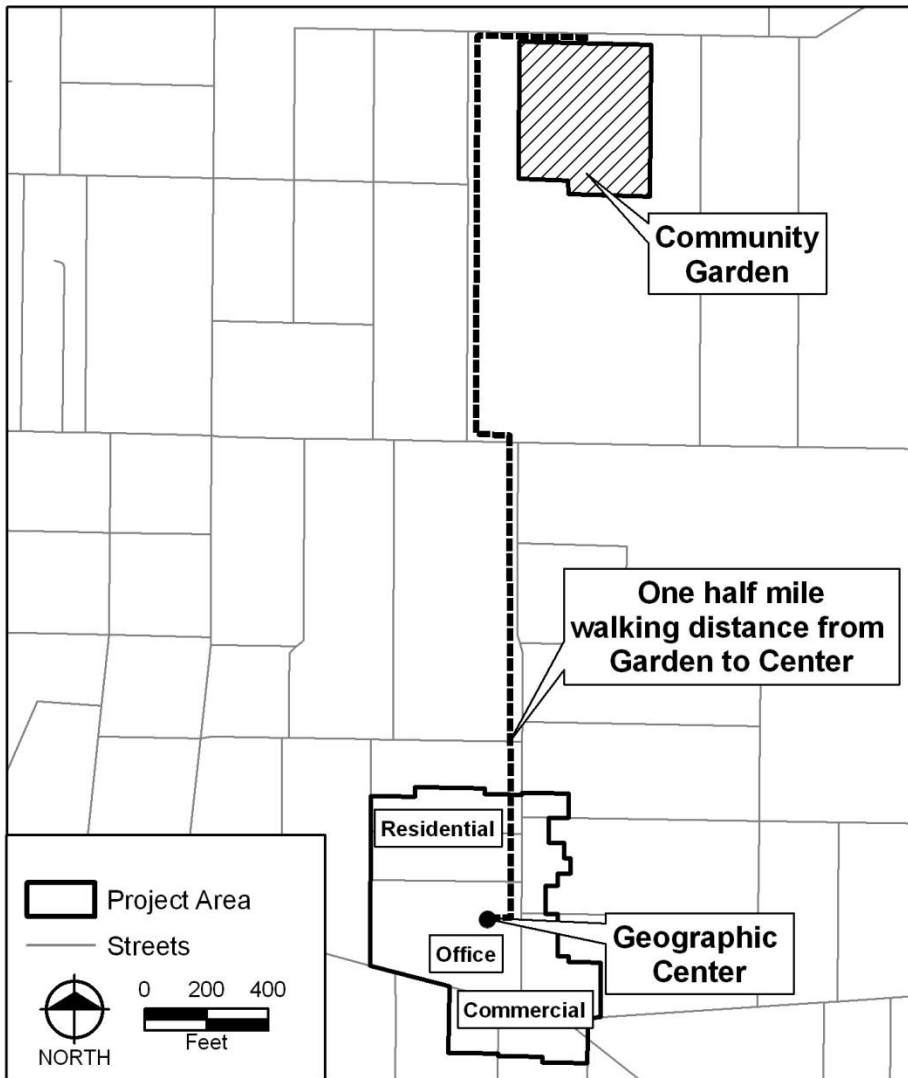 Community
Garden
One half mile
walking distance from
Garden to Center
Residential
Office
Geographic
Center
Commercial
Project Area
Streets
0 200 400
Feet
NORTH